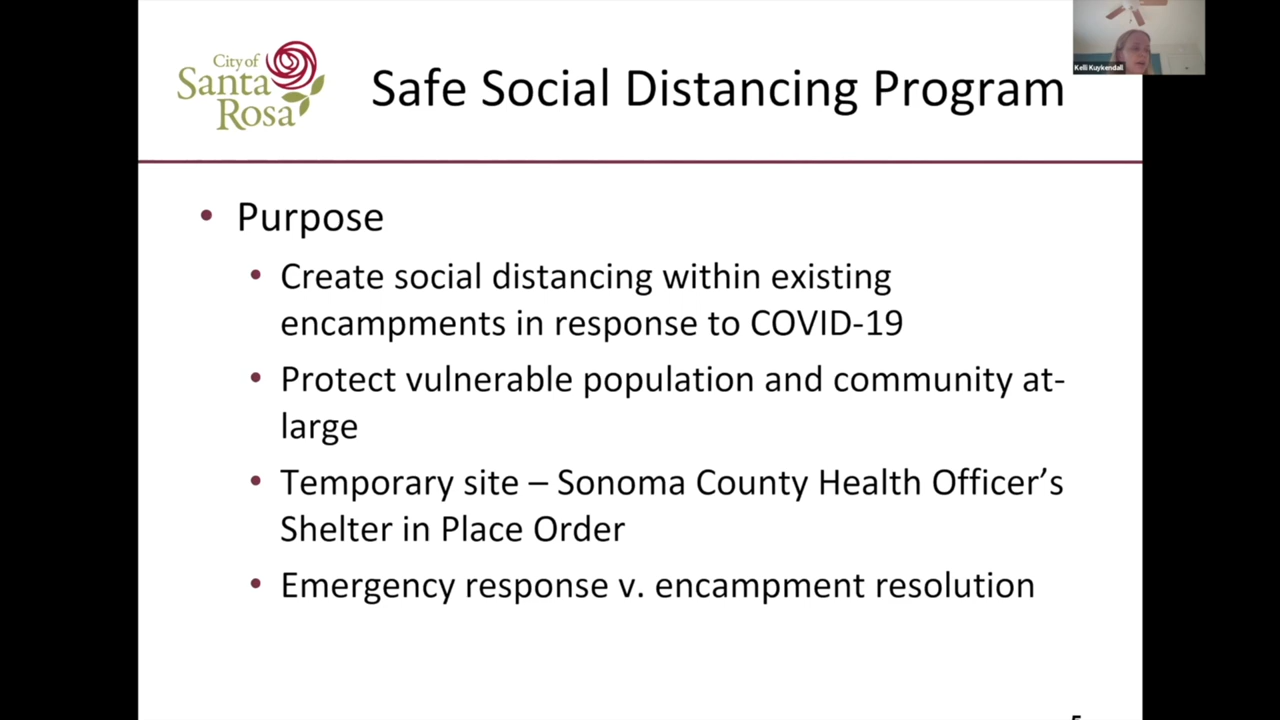 City of
Santa
Rosa
Safe Social Distancing Program
Kelli Kuykendall
• Purpose
• Create social distancing within existing
encampments in response to COVID-19
• Protect vulnerable population and community at-
large
• Temporary site – Sonoma County Health Officer’s
Shelter in Place Order
• Emergency response v. encampment resolution